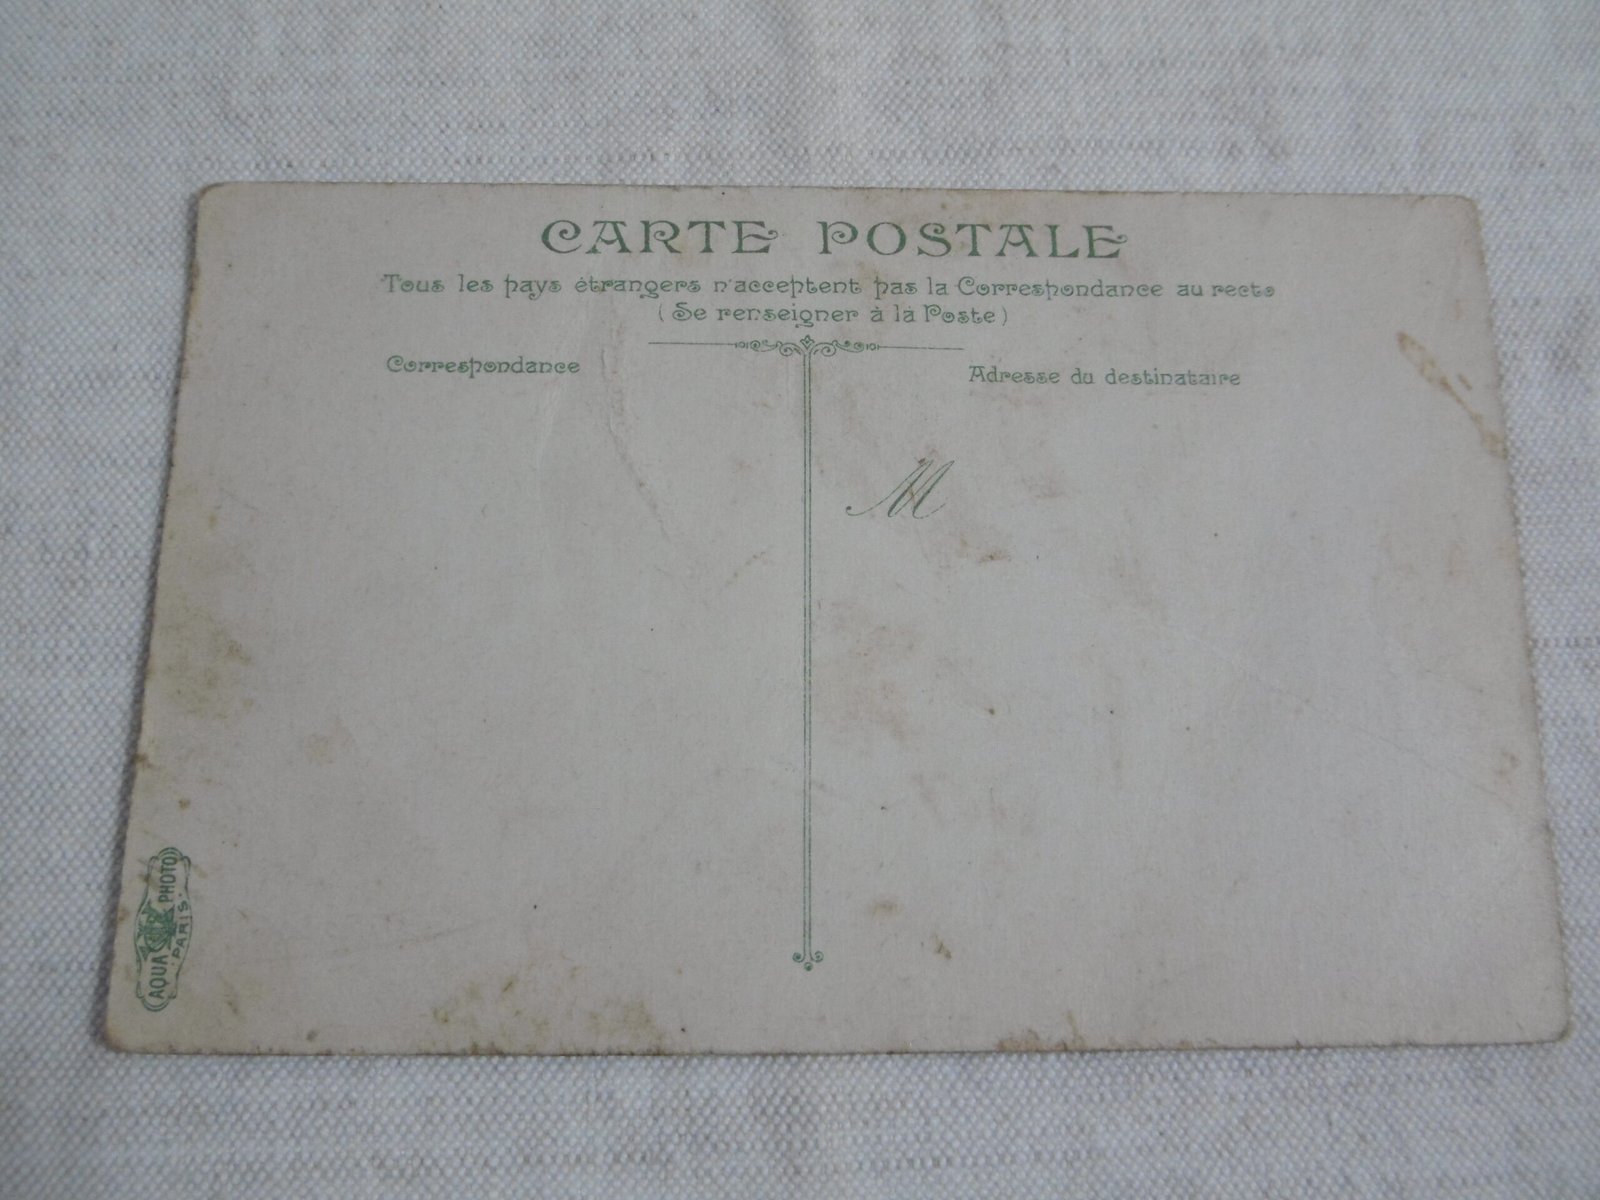 CARTE POSTALE
Tous les pays étrangers n'acceptent pas la Correspondance au recto
(Se renseigner à la Poste)
Correspondance
Adresse du destinataire
M
AQUA PHOTO
PARIS